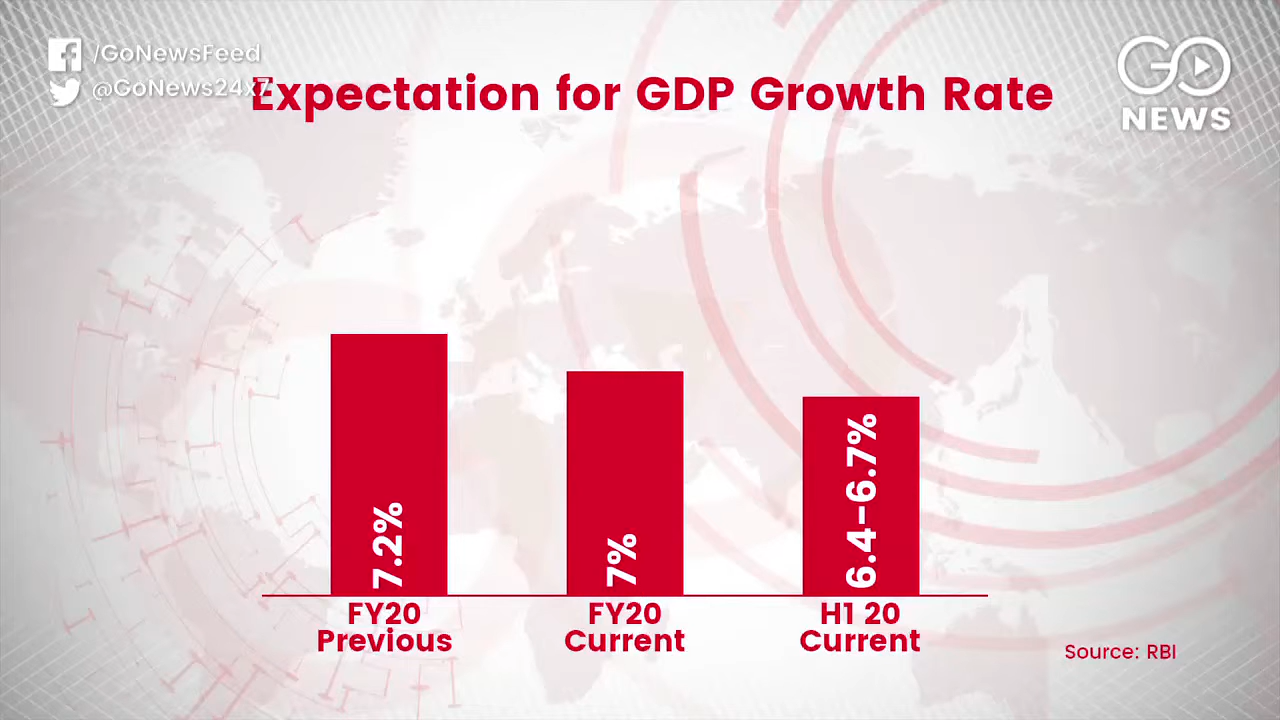 /GoNewsFeed
@GoNews24x7
Expectation for GDP Growth Rate
GO
NEWS
7.2%
7%
6.4-6.7%
FY20
Previous
FY20
Current
H1 20
Current
Source: RBI